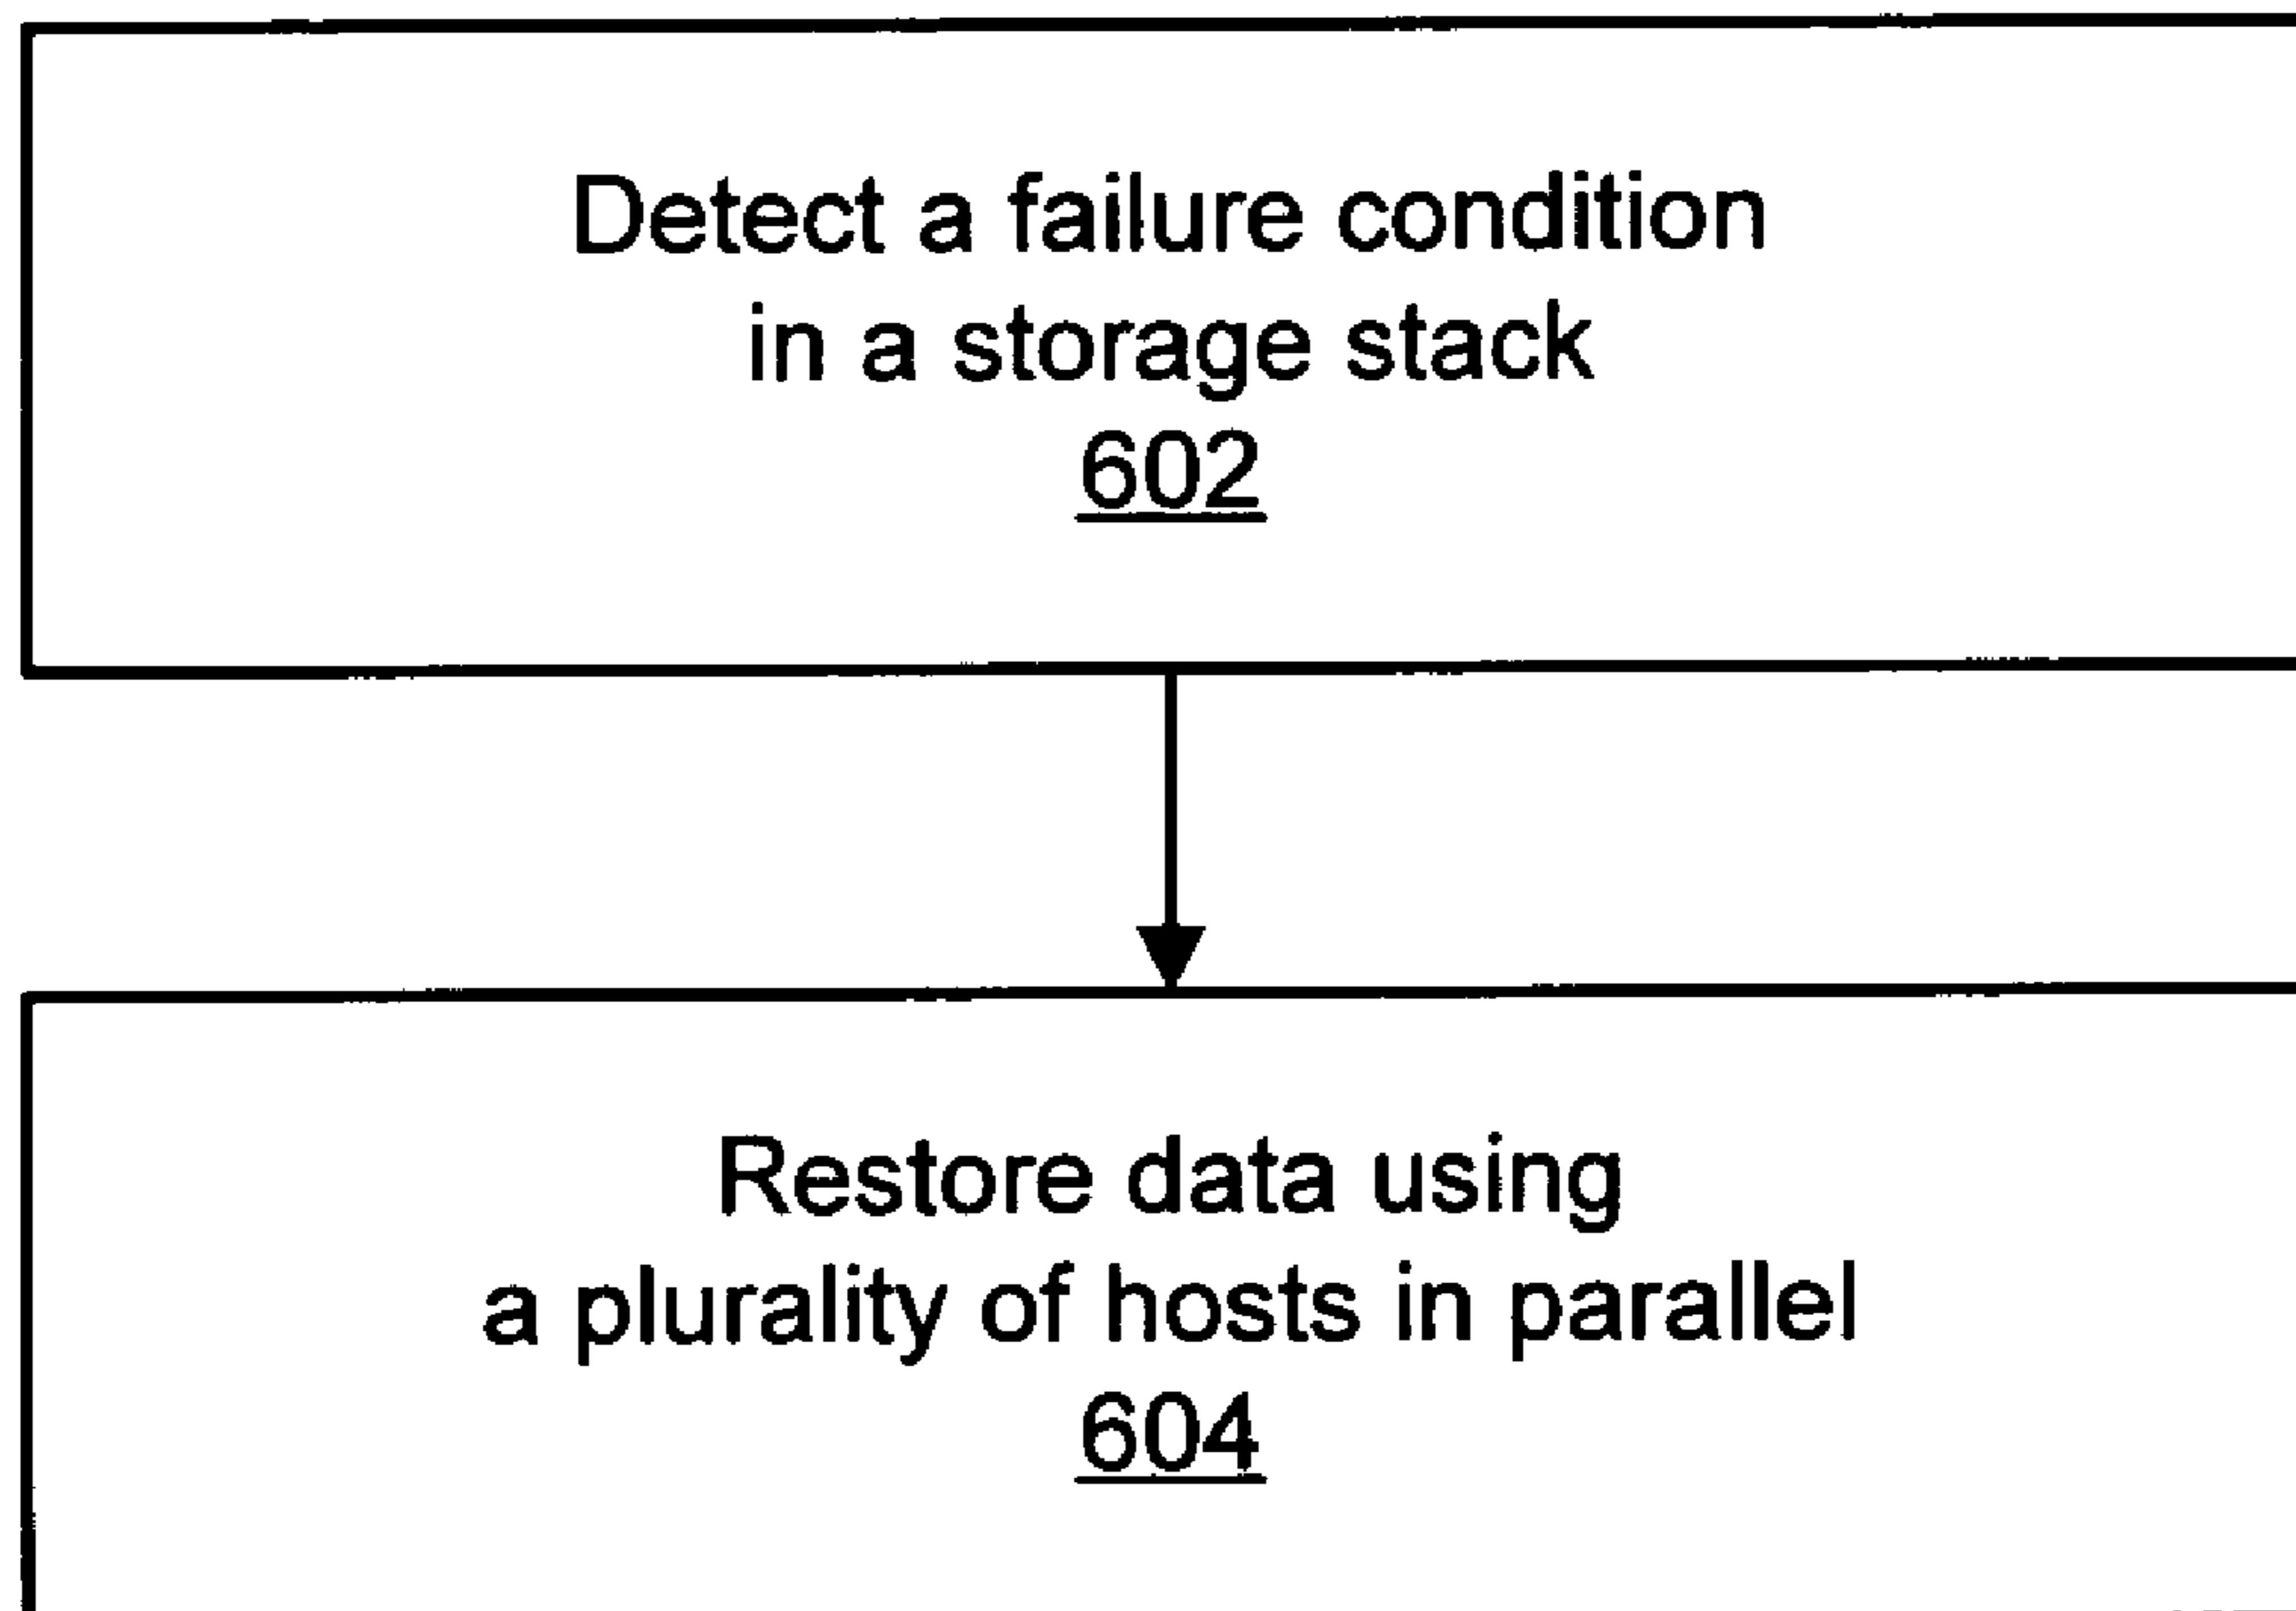 Detect a failure condition
in a storage stack
602
Restore data using
a plurality of hosts in parallel
604